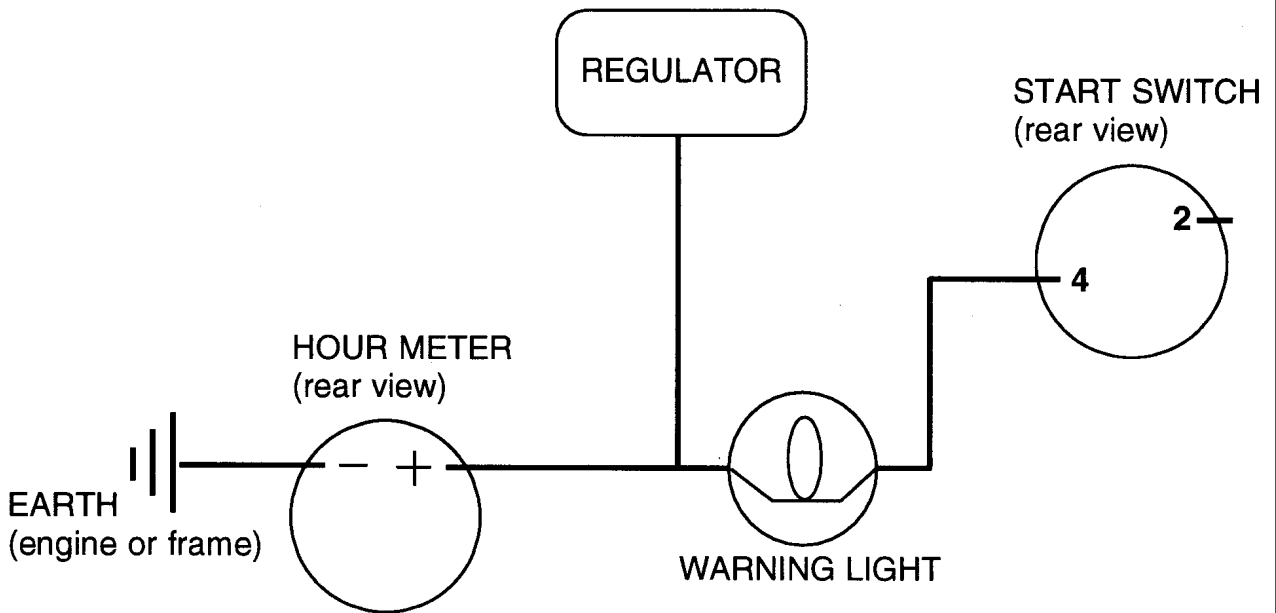 REGULATOR
START SWITCH
(rear view)
2
4
HOUR METER
(rear view)
− +
EARTH
(engine or frame)
WARNING LIGHT